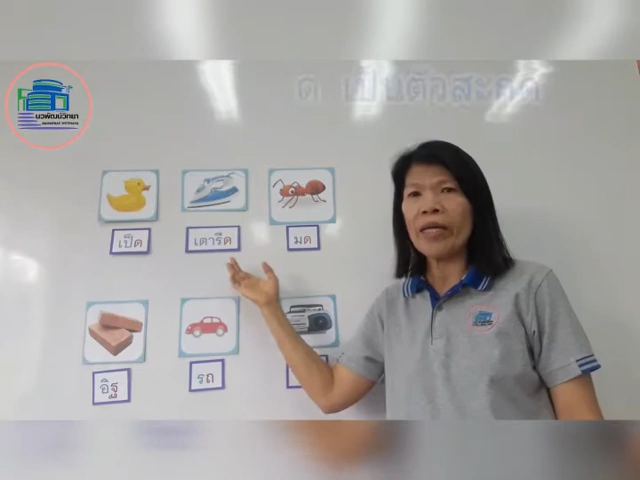 นวพัฒน์วิทยา
ด เป็นตัวสะกด
เป็ด
เตารีด
มด
อิฐ
รถ